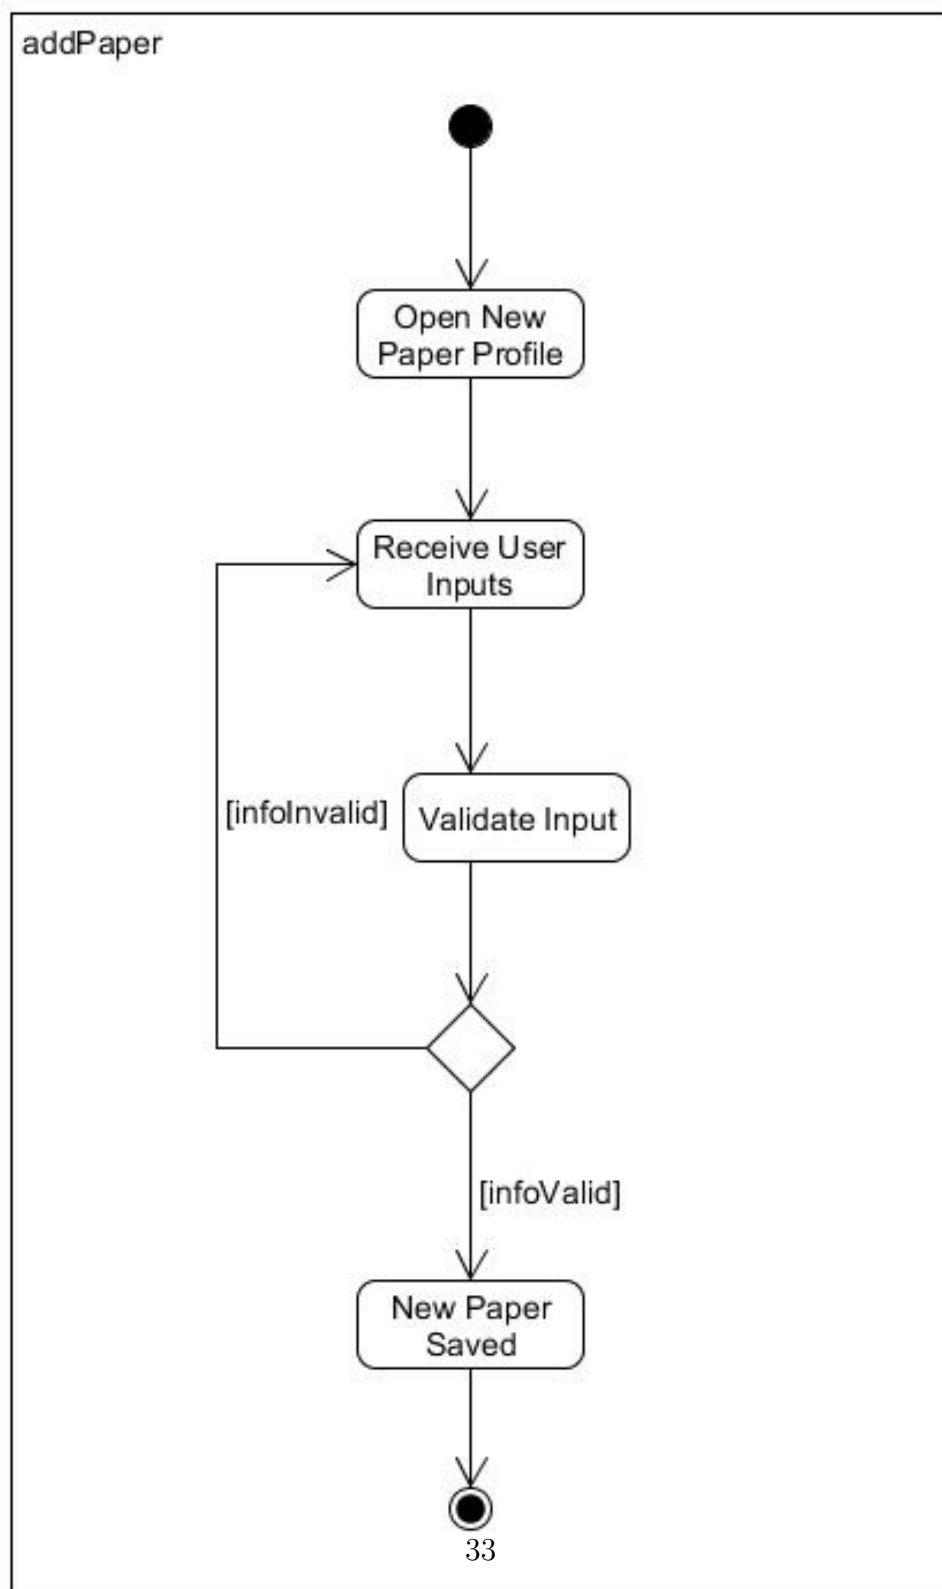 addPaper
Open New
Paper Profile
Receive User
Inputs
[infoInvalid]
Validate Input
[infoValid]
New Paper
Saved
33